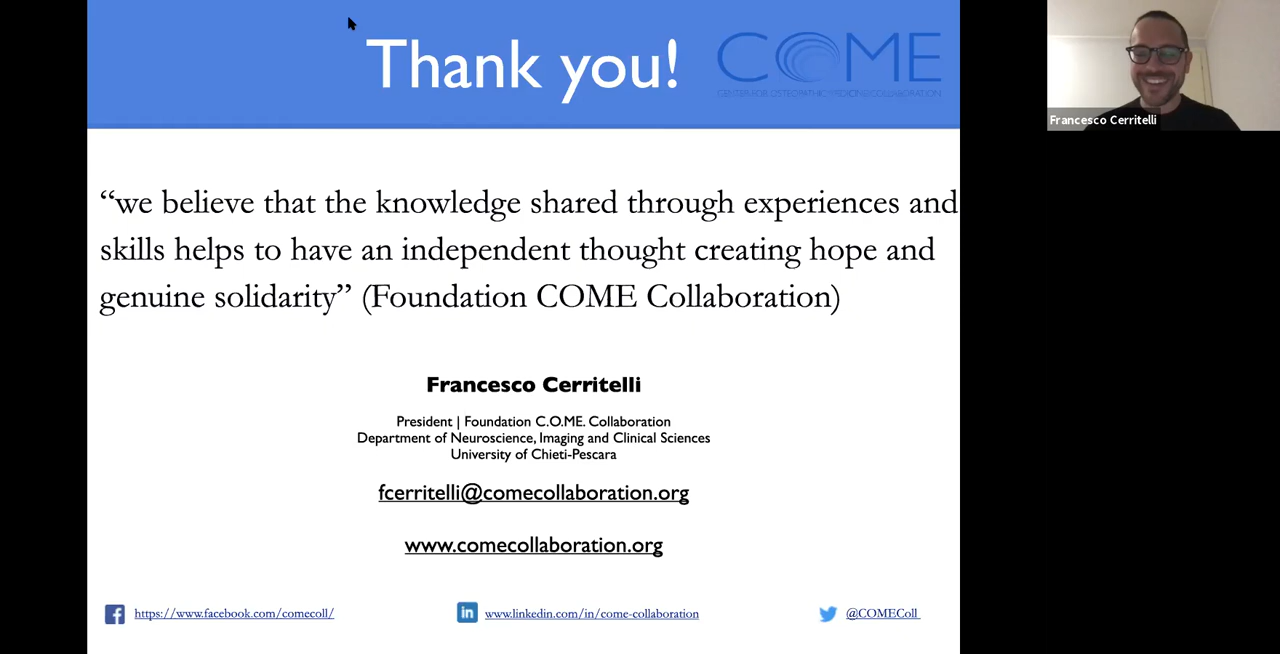 Thank you!
COME
CENTER FOR OSTEOPATHIC MEDICINE COLLABORATION
Francesco Cerritelli
“we believe that the knowledge shared through experiences and
skills helps to have an independent thought creating hope and
genuine solidarity” (Foundation COME Collaboration)
Francesco Cerritelli
President | Foundation C.O.ME. Collaboration
Department of Neuroscience, Imaging and Clinical Sciences
University of Chieti-Pescara
fcerritelli@comecollaboration.org
www.comecollaboration.org
https://www.facebook.com/comecoll/
in www.linkedin.com/in/come-collaboration
@COMEColl